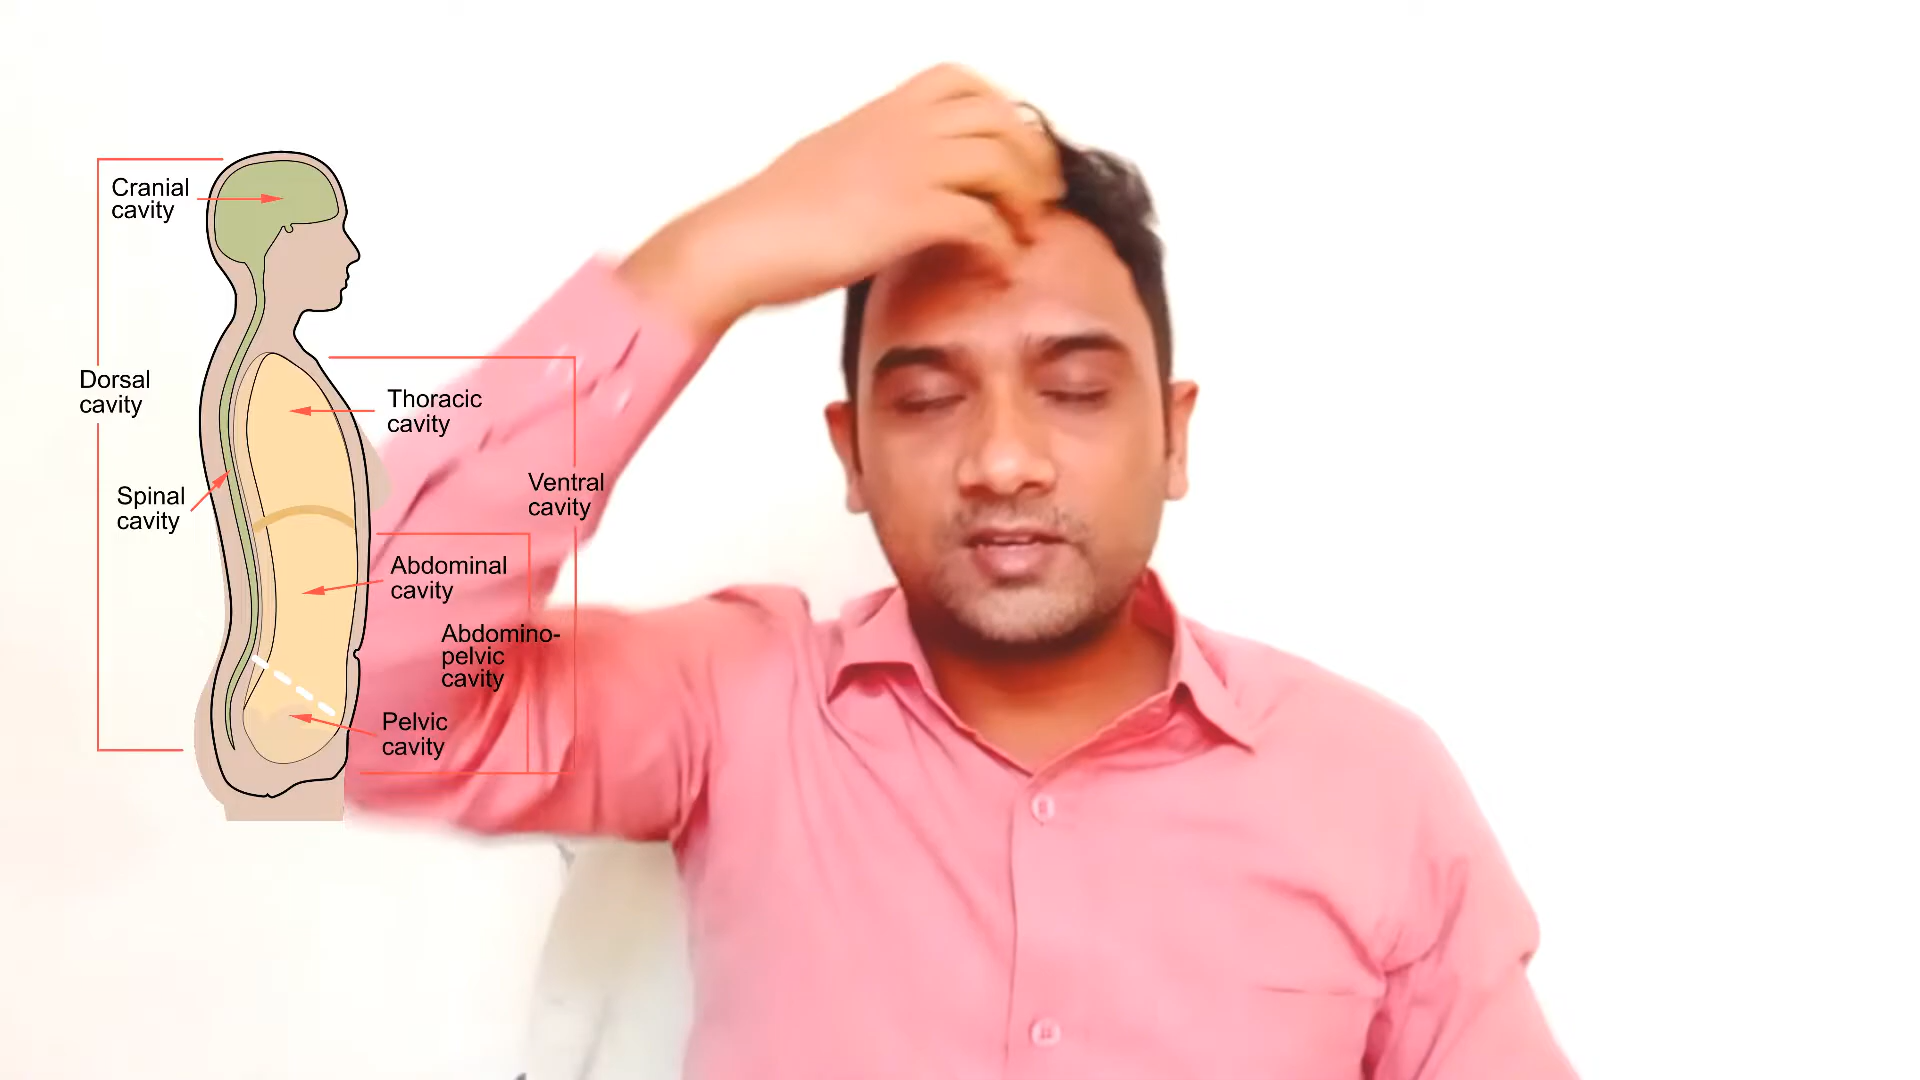 Cranial
cavity
Dorsal
cavity
Spinal
cavity
Thoracic
cavity
Ventral
cavity
Abdominal
cavity
Abdomino-
pelvic
cavity
Pelvic
cavity